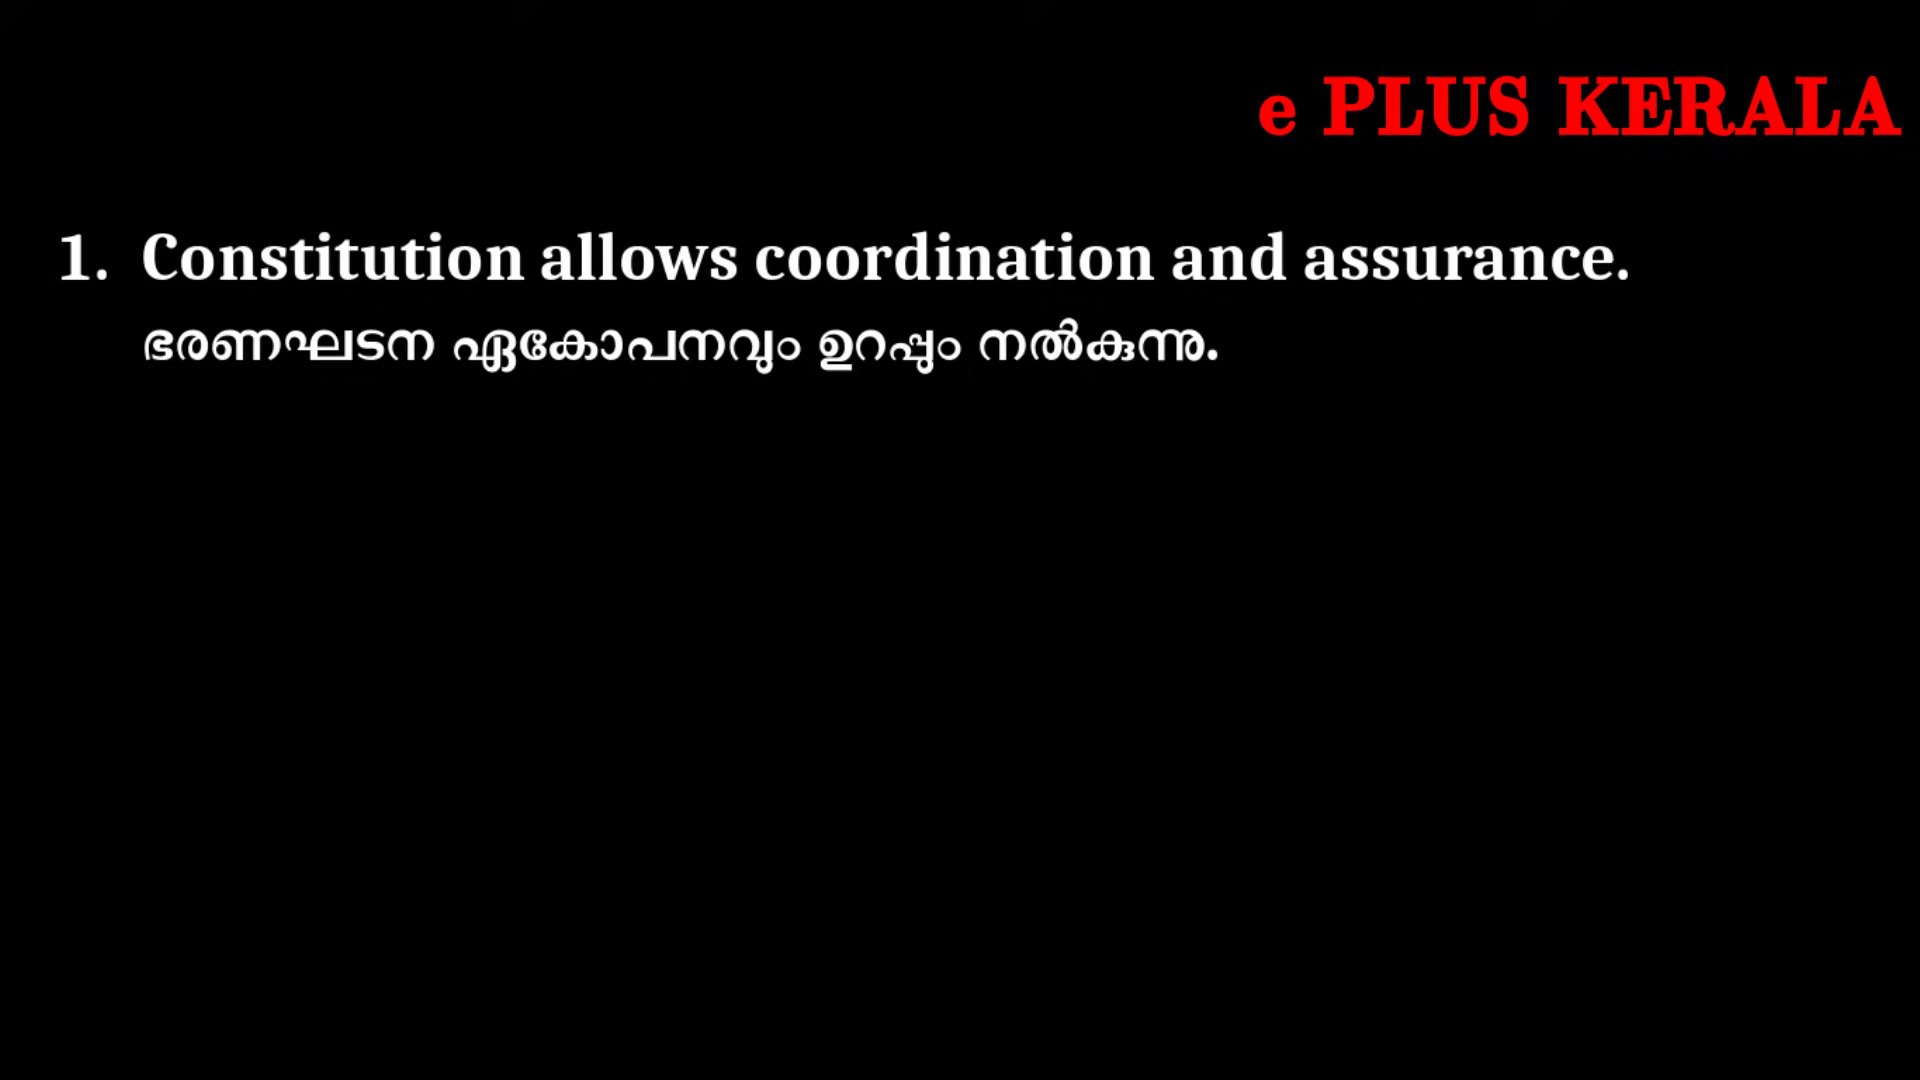 e PLUS KERALA
1. Constitution allows coordination and assurance.
ഭരണഘടന ഏകോപനവും ഉറപ്പും നൽകുന്നു.